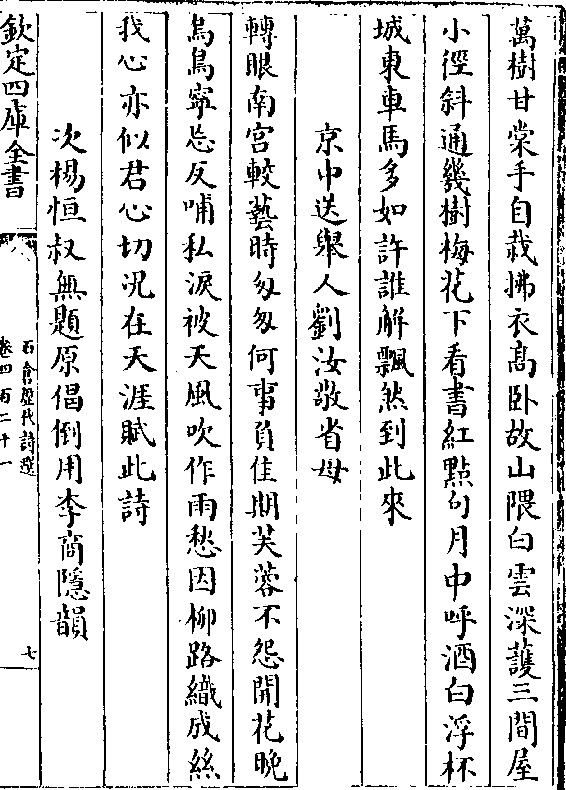 萬樹甘棠手自栽拂衣髙卧故山隈白雲深護三間屋
小徑斜通幾樹梅花下看書紅㸃句月中呼酒白浮杯
城東車馬多如許誰解飄然到此來
京中送舉人劉汝敬省母
轉眼南宫較藝時匆匆何事負佳期芙蓉不怨開花晩
烏鳥寧忘反哺私淚被天風吹作雨愁因柳路織成絲
我心亦似君心切况在天涯賦此詩
次楊恒叔無題原倡倒用李商隱韻
欽定四庫全書
石倉歷代詩選
卷四百二十一
七